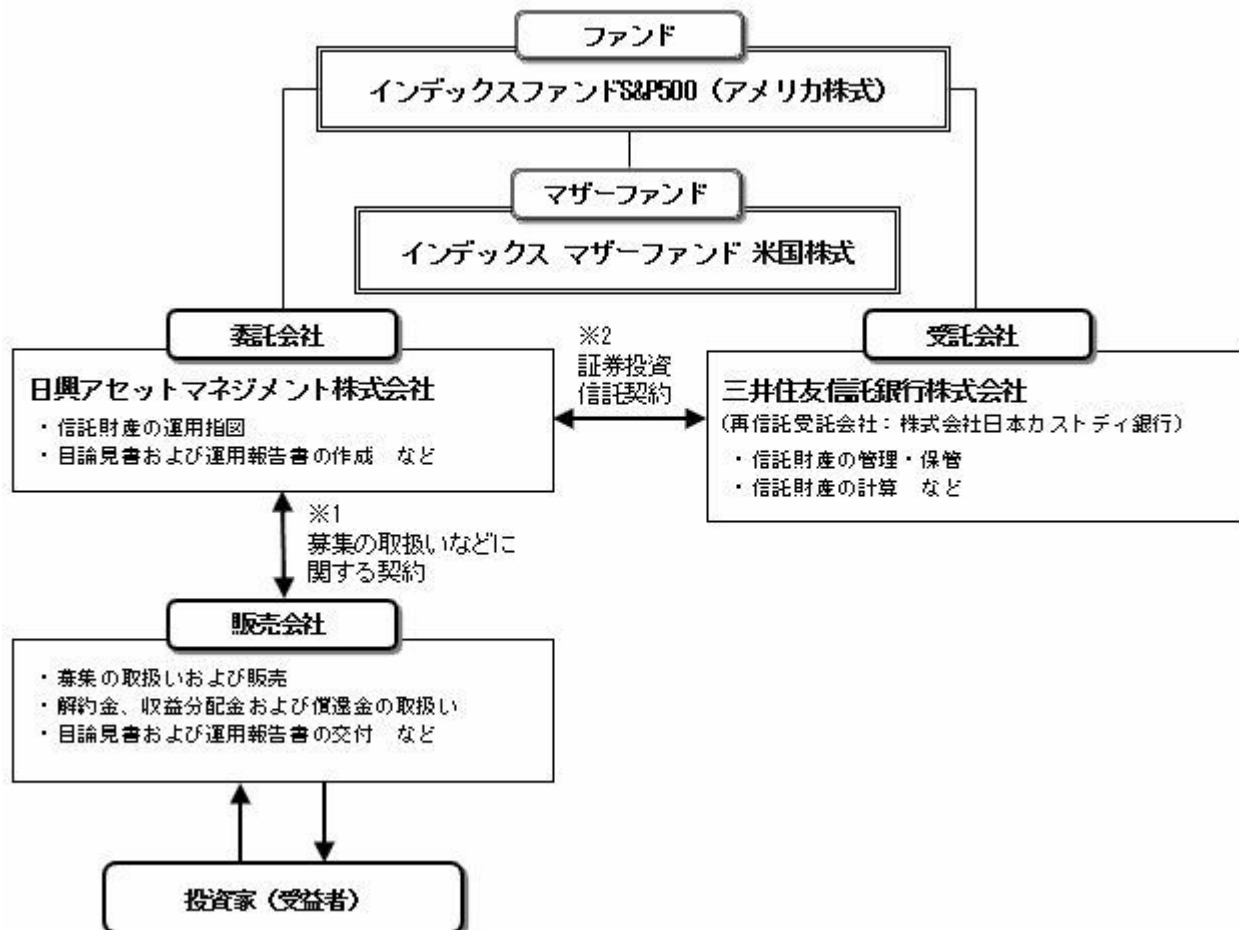 ファンド
インデックスファンドS&P500（アメリカ株式）
マザーファンド
インデックス マザーファンド 米国株式
委託会社
日興アセットマネジメント株式会社
・信託財産の運用指図
・目論見書および運用報告書の作成　など
※2
証券投資
信託契約
受託会社
三井住友信託銀行株式会社
（再信託受託会社：株式会社日本カストディ銀行）
・信託財産の管理・保管
・信託財産の計算　など
※1
募集の取扱いなどに
関する契約
販売会社
・募集の取扱いおよび販売
・解約金、収益分配金および償還金の取扱い
・目論見書および運用報告書の交付　など
投資家（受益者）